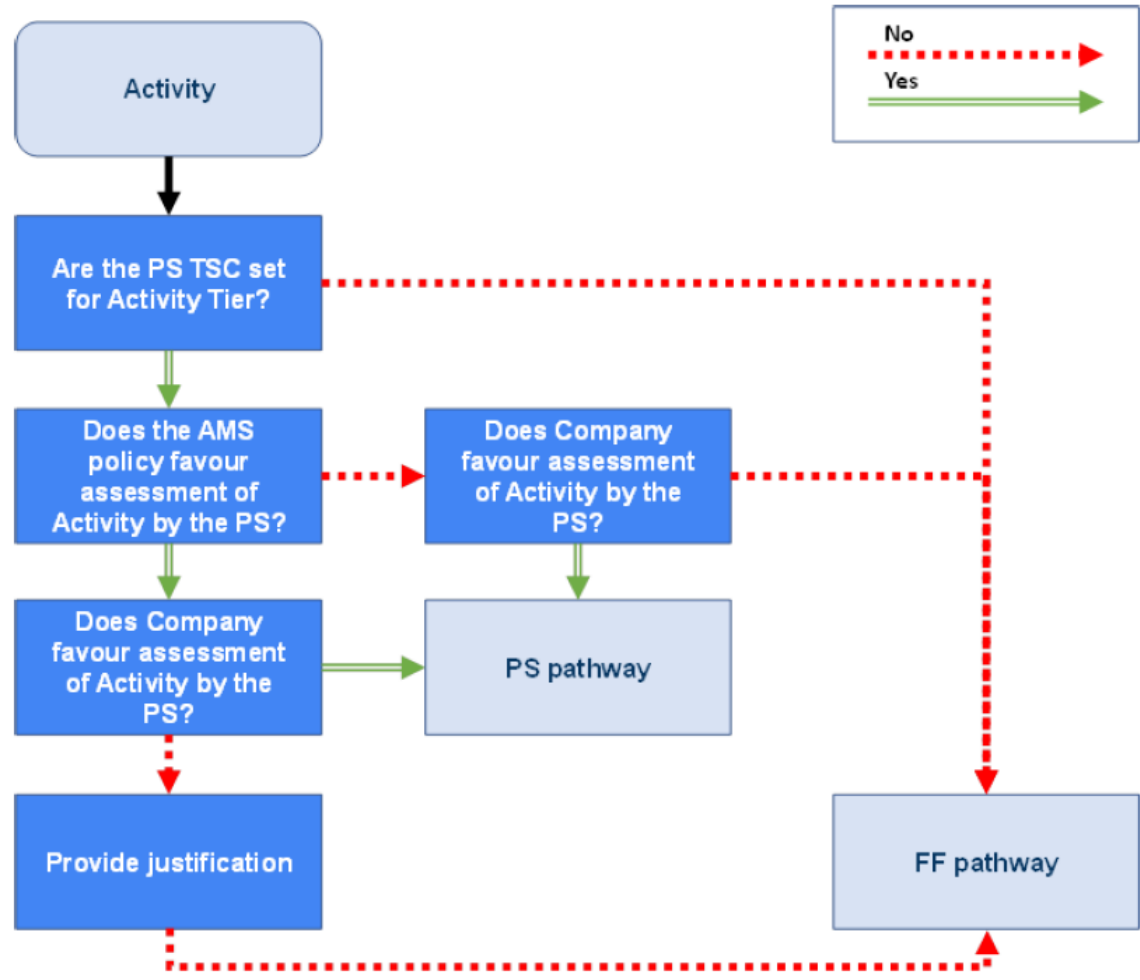 Activity
No
Yes
Are the PS TSC set
for Activity Tier?
Does the AMS
policy favour
assessment of
Activity by the PS?
Does Company
favour assessment
of Activity by the
PS?
Does Company
favour assessment
of Activity by the
PS?
PS pathway
Provide justification
FF pathway